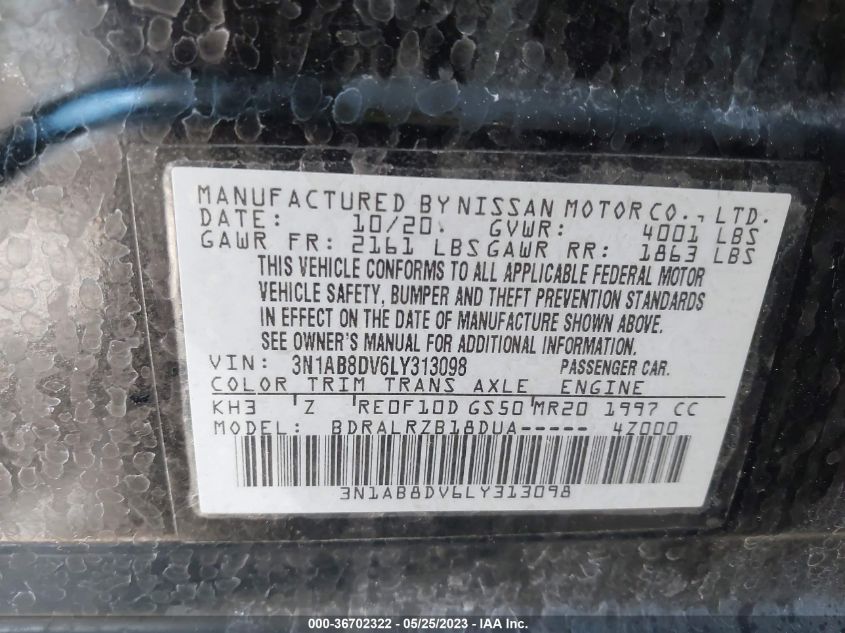 MANUFACTURED BY NISSAN MOTOR CO., LTD.
DATE: 10/20 GVWR: 4001 LBS
GAWR FR: 2161 LBS GAWR RR: 1863 LBS
THIS VEHICLE CONFORMS TO ALL APPLICABLE FEDERAL MOTOR
VEHICLE SAFETY, BUMPER AND THEFT PREVENTION STANDARDS
IN EFFECT ON THE DATE OF MANUFACTURE SHOWN ABOVE.
SEE OWNER'S MANUAL FOR ADDITIONAL INFORMATION.
VIN: 3N1AB8DV6LY313098 PASSENGER CAR.
COLOR TRIM TRANS AXLE ENGINE
KH3 Z RE0F10D GS50 MR20 1997 CC
MODEL: BDRALRZB18DUA----- 4Z000
3N1AB8DV6LY313098
000-36702322 - 05/25/2023 - IAA Inc.